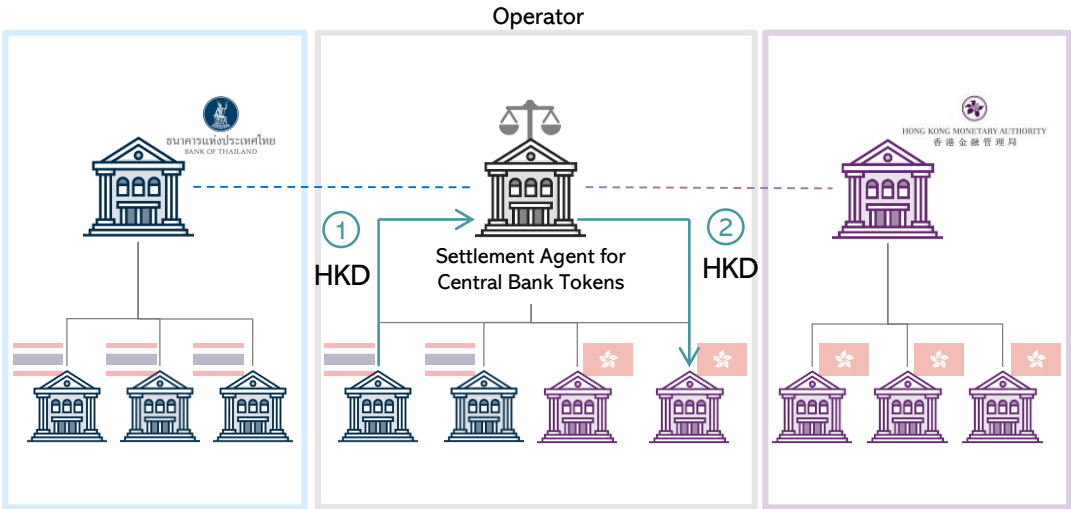 Operator
ธนาคารแห่งประเทศไทย
BANK OF THAILAND
HONG KONG MONETARY AUTHORITY
香港金融管理局
1
HKD
2
HKD
Settlement Agent for
Central Bank Tokens